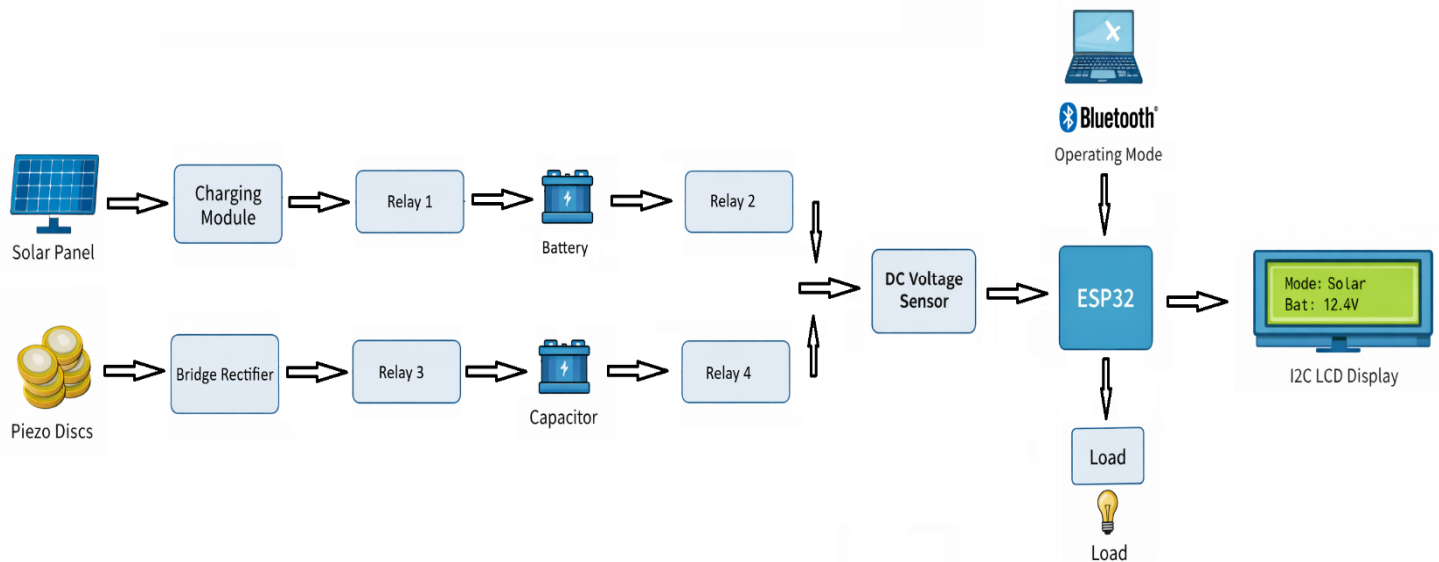 Bluetooth®
Operating Mode
Solar Panel
Charging
Module
Relay 1
Battery
Relay 2
DC Voltage
Sensor
ESP32
Mode: Solar
Bat: 12.4V
I2C LCD Display
Piezo Discs
Bridge Rectifier
Relay 3
Capacitor
Relay 4
Load
Load